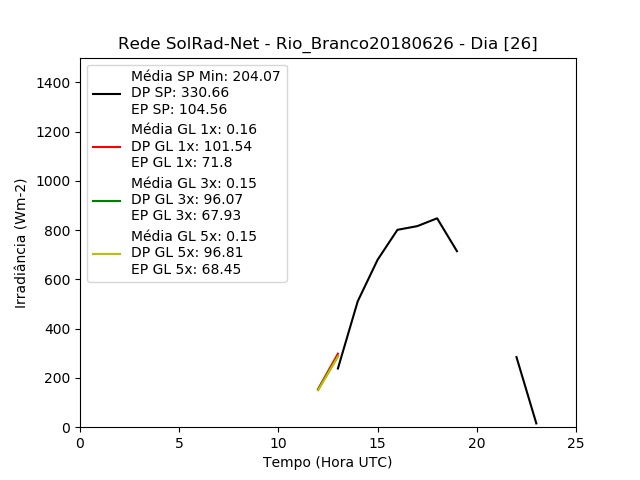 Rede SolRad-Net - Rio_Branco20180626 - Dia [26]
Média SP Min: 204.07
DP SP: 330.66
EP SP: 104.56
Média GL 1x: 0.16
DP GL 1x: 101.54
EP GL 1x: 71.8
Média GL 3x: 0.15
DP GL 3x: 96.07
EP GL 3x: 67.93
Média GL 5x: 0.15
DP GL 5x: 96.81
EP GL 5x: 68.45
Irradiância (Wm-2)
1400
1200
1000
800
600
400
200
0
0 5 10 15 20 25
Tempo (Hora UTC)